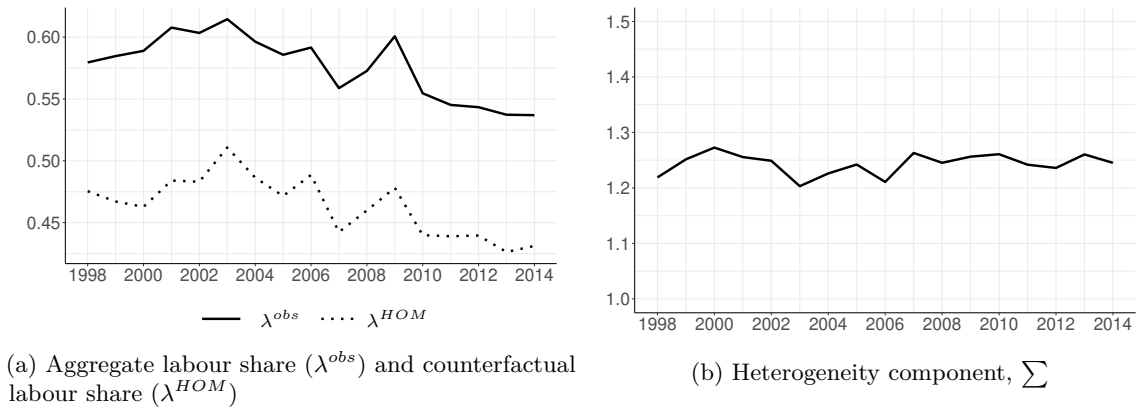 0.60
0.55
0.50
0.45
1998 2000 2002 2004 2006 2008 2010 2012 2014
λ^obs λ^HOM
(a) Aggregate labour share (λ^obs) and counterfactual
labour share (λ^HOM)
1.5
1.4
1.3
1.2
1.1
1.0
1998 2000 2002 2004 2006 2008 2010 2012 2014
(b) Heterogeneity component, ∑